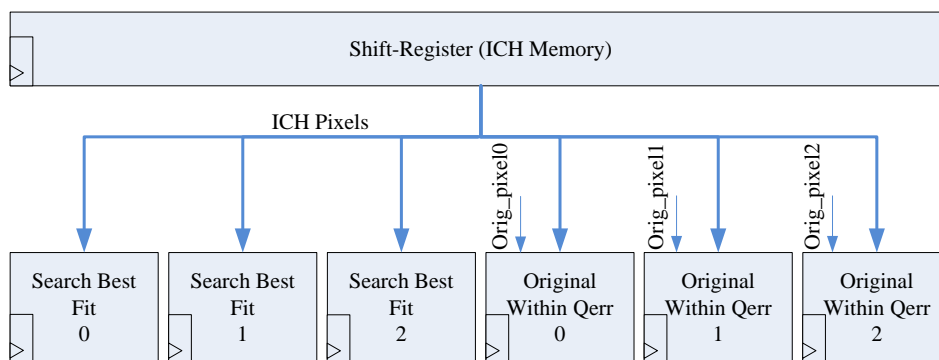 Shift-Register (ICH Memory)
ICH Pixels
Orig_pixel0
Orig_pixel1
Orig_pixel2
Search Best
Fit
0
Search Best
Fit
1
Search Best
Fit
2
Original
Within Qerr
0
Original
Within Qerr
1
Original
Within Qerr
2